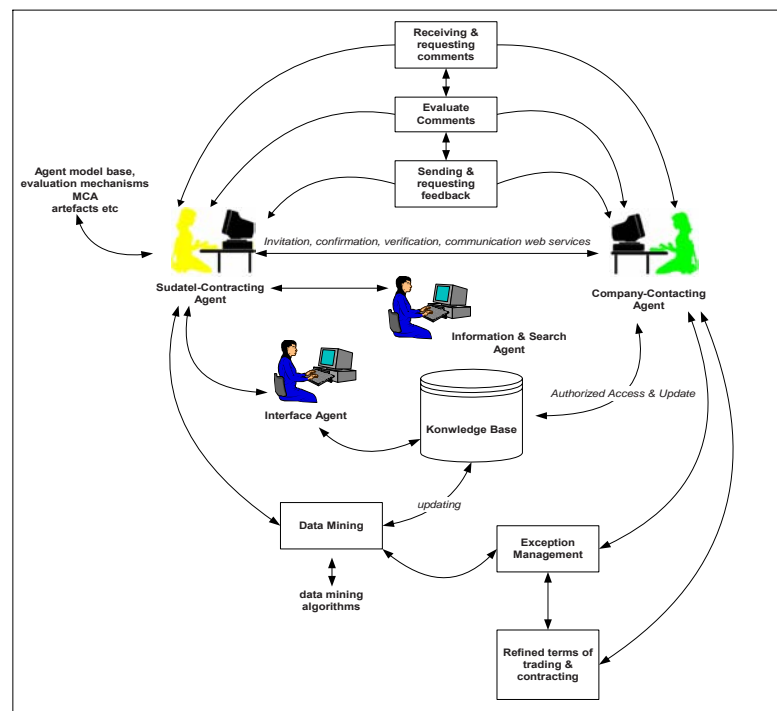 Receiving &
requesting
comments
Evaluate
Comments
Sending &
requesting
feedback
Agent model base,
evaluation mechanisms
MCA
artefacts etc
Invitation, confirmation, verification, communication web services
Sudatel-Contracting
Agent
Company-Contacting
Agent
Information & Search
Agent
Interface Agent
Authorized Access & Update
Konwledge Base
updating
Data Mining
Exception
Management
data mining
algorithms
Refined terms of
trading &
contracting